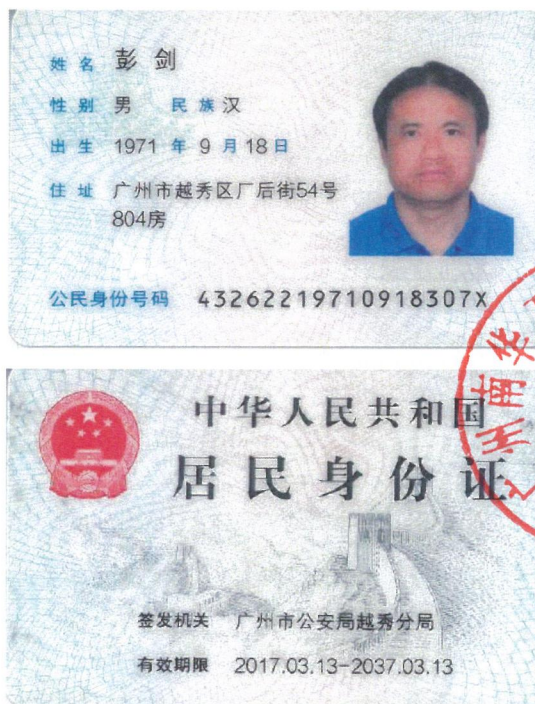 姓名 彭剑
性别 男 民族 汉
出生 1971 年 9 月 18 日
住址 广州市越秀区厂后街54号
804房
公民身份号码 43262219710918307X
广州南华
中华人民共和国
居民身份证
签发机关 广州市公安局越秀分局
有效期限 2017.03.13-2037.03.13